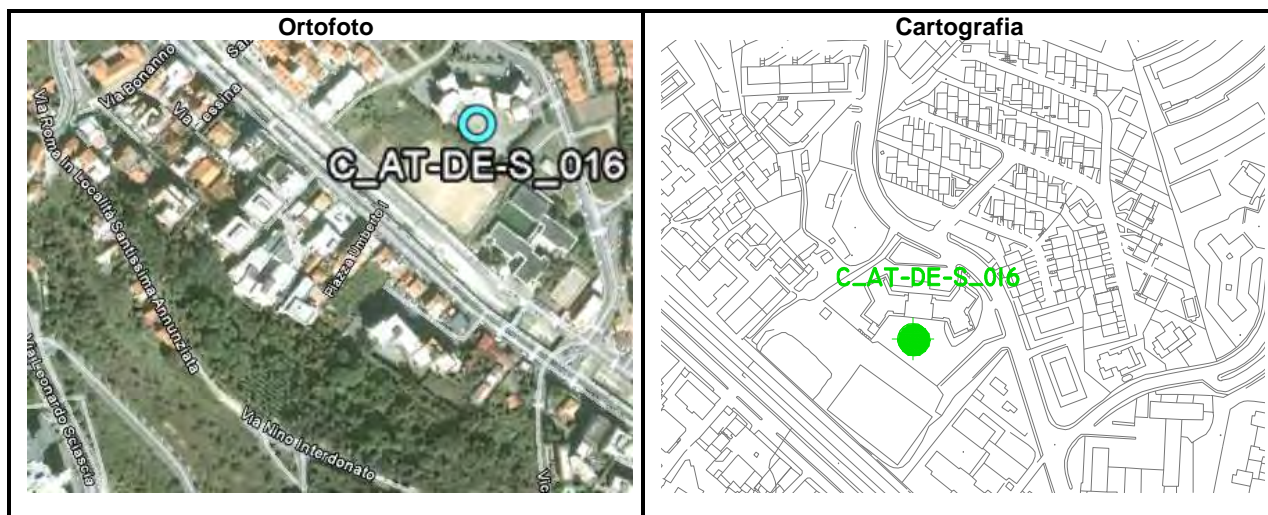 Ortofoto
Cartografia
Via Bonanno
Via
essina
Via Roma In Località Santissima Annunziata
C_AT-DE-S_016
Piazza Umberto I
Via Leonardo Sciascia
Via Nino Interdonato
C_AT-DE-S_016